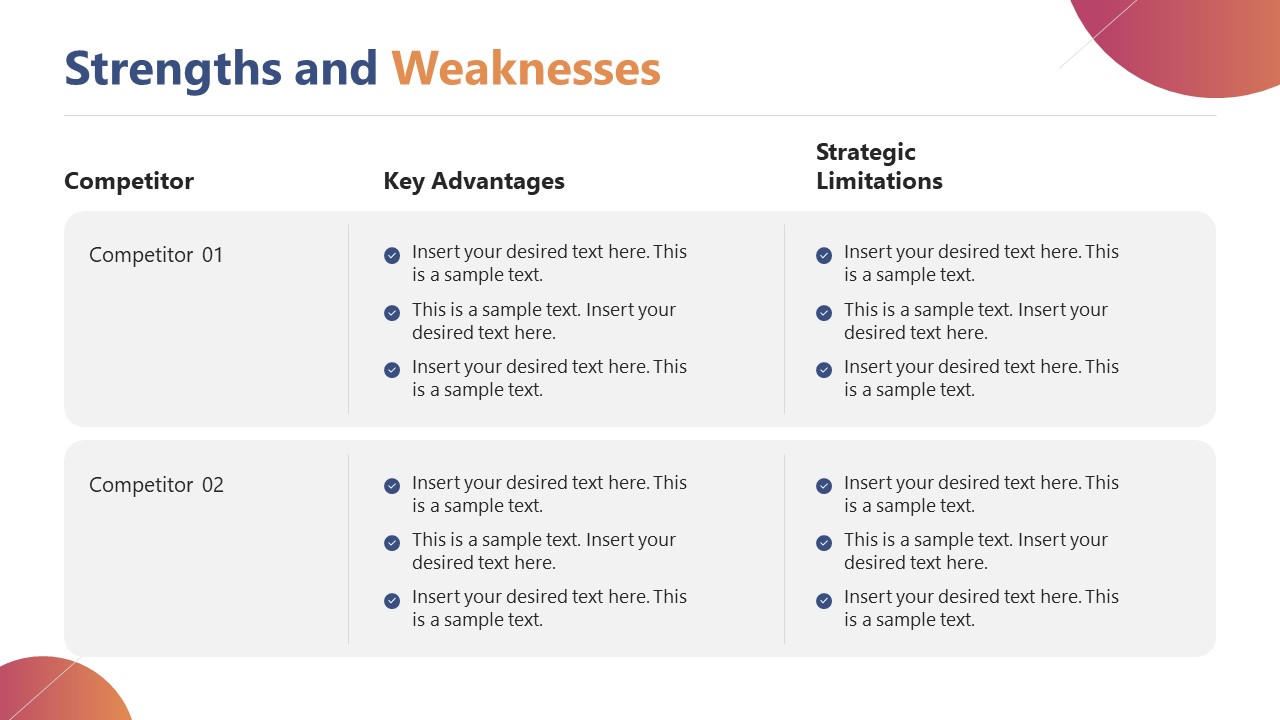 Strengths and Weaknesses
Competitor
Key Advantages
Strategic
Limitations
Competitor 01
Insert your desired text here. This
is a sample text.
This is a sample text. Insert your
desired text here.
Insert your desired text here. This
is a sample text.
Insert your desired text here. This
is a sample text.
This is a sample text. Insert your
desired text here.
Insert your desired text here. This
is a sample text.
Competitor 02
Insert your desired text here. This
is a sample text.
This is a sample text. Insert your
desired text here.
Insert your desired text here. This
is a sample text.
Insert your desired text here. This
is a sample text.
This is a sample text. Insert your
desired text here.
Insert your desired text here. This
is a sample text.